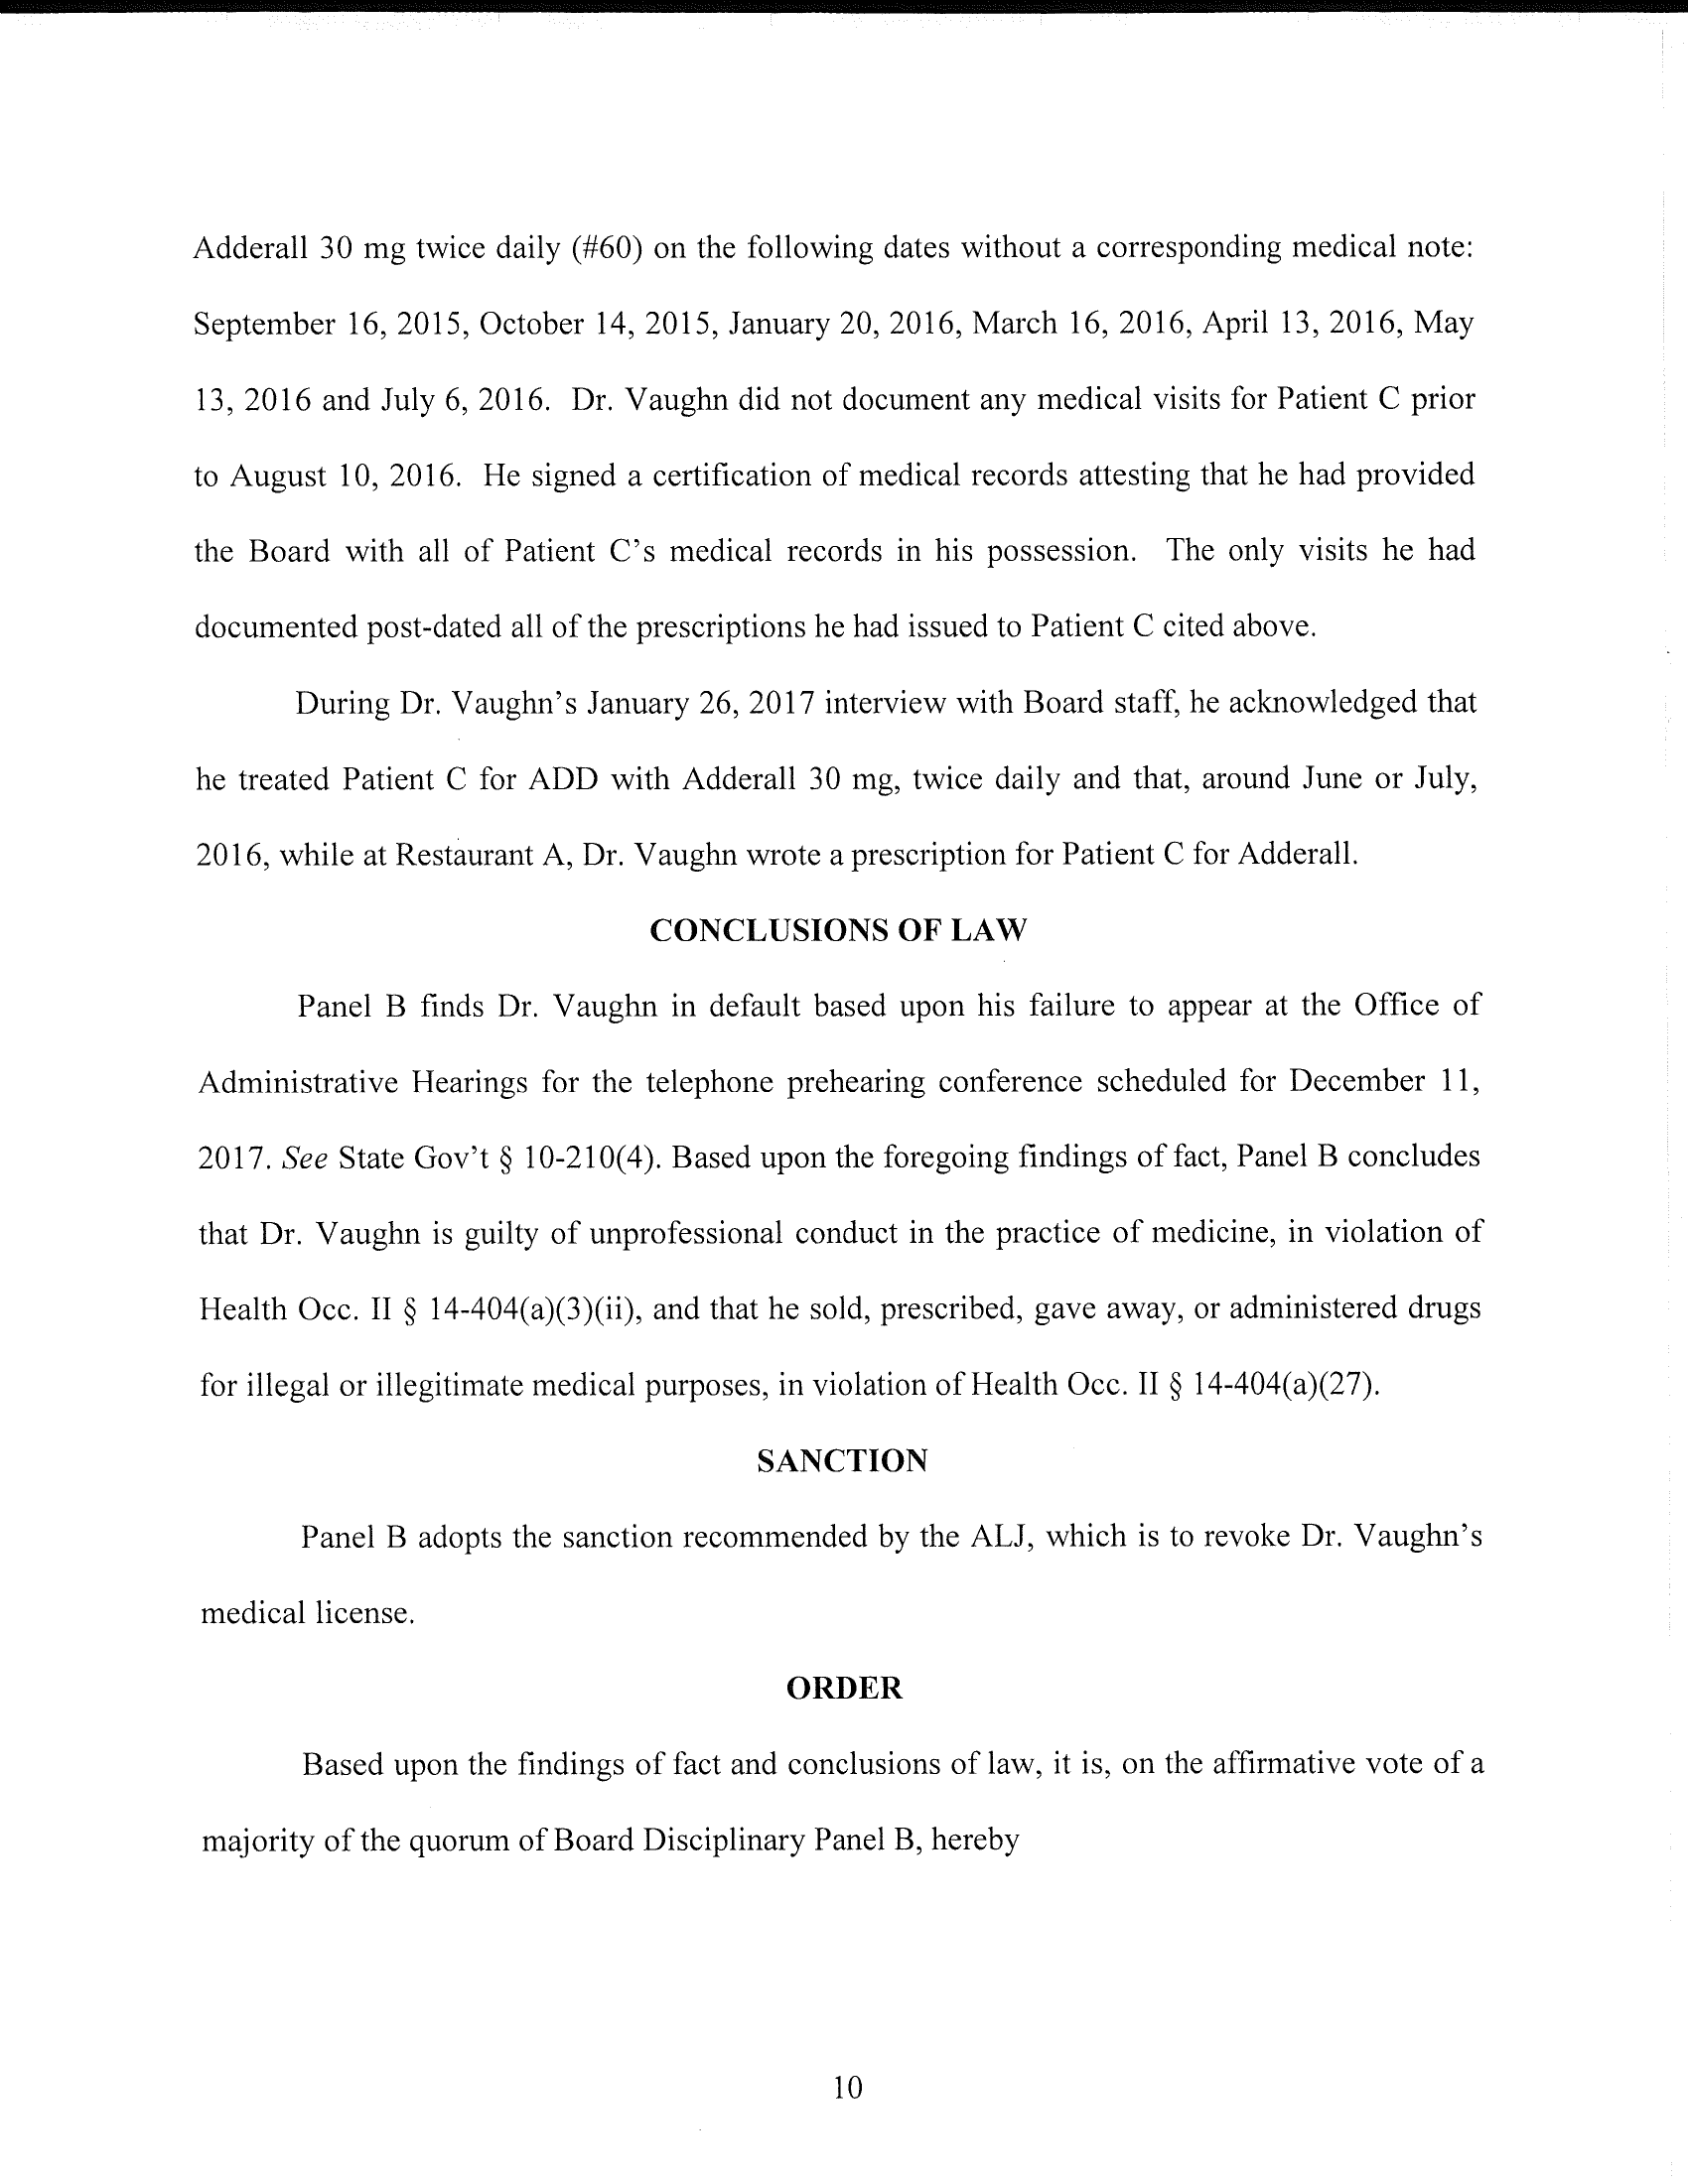 Adderall 30 mg twice daily (#60) on the following dates without a corresponding medical note:
September 16, 2015, October 14, 2015, January 20, 2016, March 16, 2016, April 13, 2016, May
13, 2016 and July 6, 2016. Dr. Vaughn did not document any medical visits for Patient C prior
to August 10, 2016. He signed a certification of medical records attesting that he had provided
the Board with all of Patient C's medical records in his possession. The only visits he had
documented post-dated all of the prescriptions he had issued to Patient C cited above.
During Dr. Vaughn's January 26, 2017 interview with Board staff, he acknowledged that
he treated Patient C for ADD with Adderall 30 mg, twice daily and that, around June or July,
2016, while at Restaurant A, Dr. Vaughn wrote a prescription for Patient C for Adderall.
CONCLUSIONS OF LAW
Panel B finds Dr. Vaughn in default based upon his failure to appear at the Office of
Administrative Hearings for the telephone prehearing conference scheduled for December 11,
2017. See State Gov't § 10-210(4). Based upon the foregoing findings of fact, Panel B concludes
that Dr. Vaughn is guilty of unprofessional conduct in the practice of medicine, in violation of
Health Occ. II § 14-404(a)(3)(ii), and that he sold, prescribed, gave away, or administered drugs
for illegal or illegitimate medical purposes, in violation of Health Occ. II § 14-404(a)(27).
SANCTION
Panel B adopts the sanction recommended by the ALJ, which is to revoke Dr. Vaughn's
medical license.
ORDER
Based upon the findings of fact and conclusions of law, it is, on the affirmative vote of a
majority of the quorum of Board Disciplinary Panel B, hereby
10